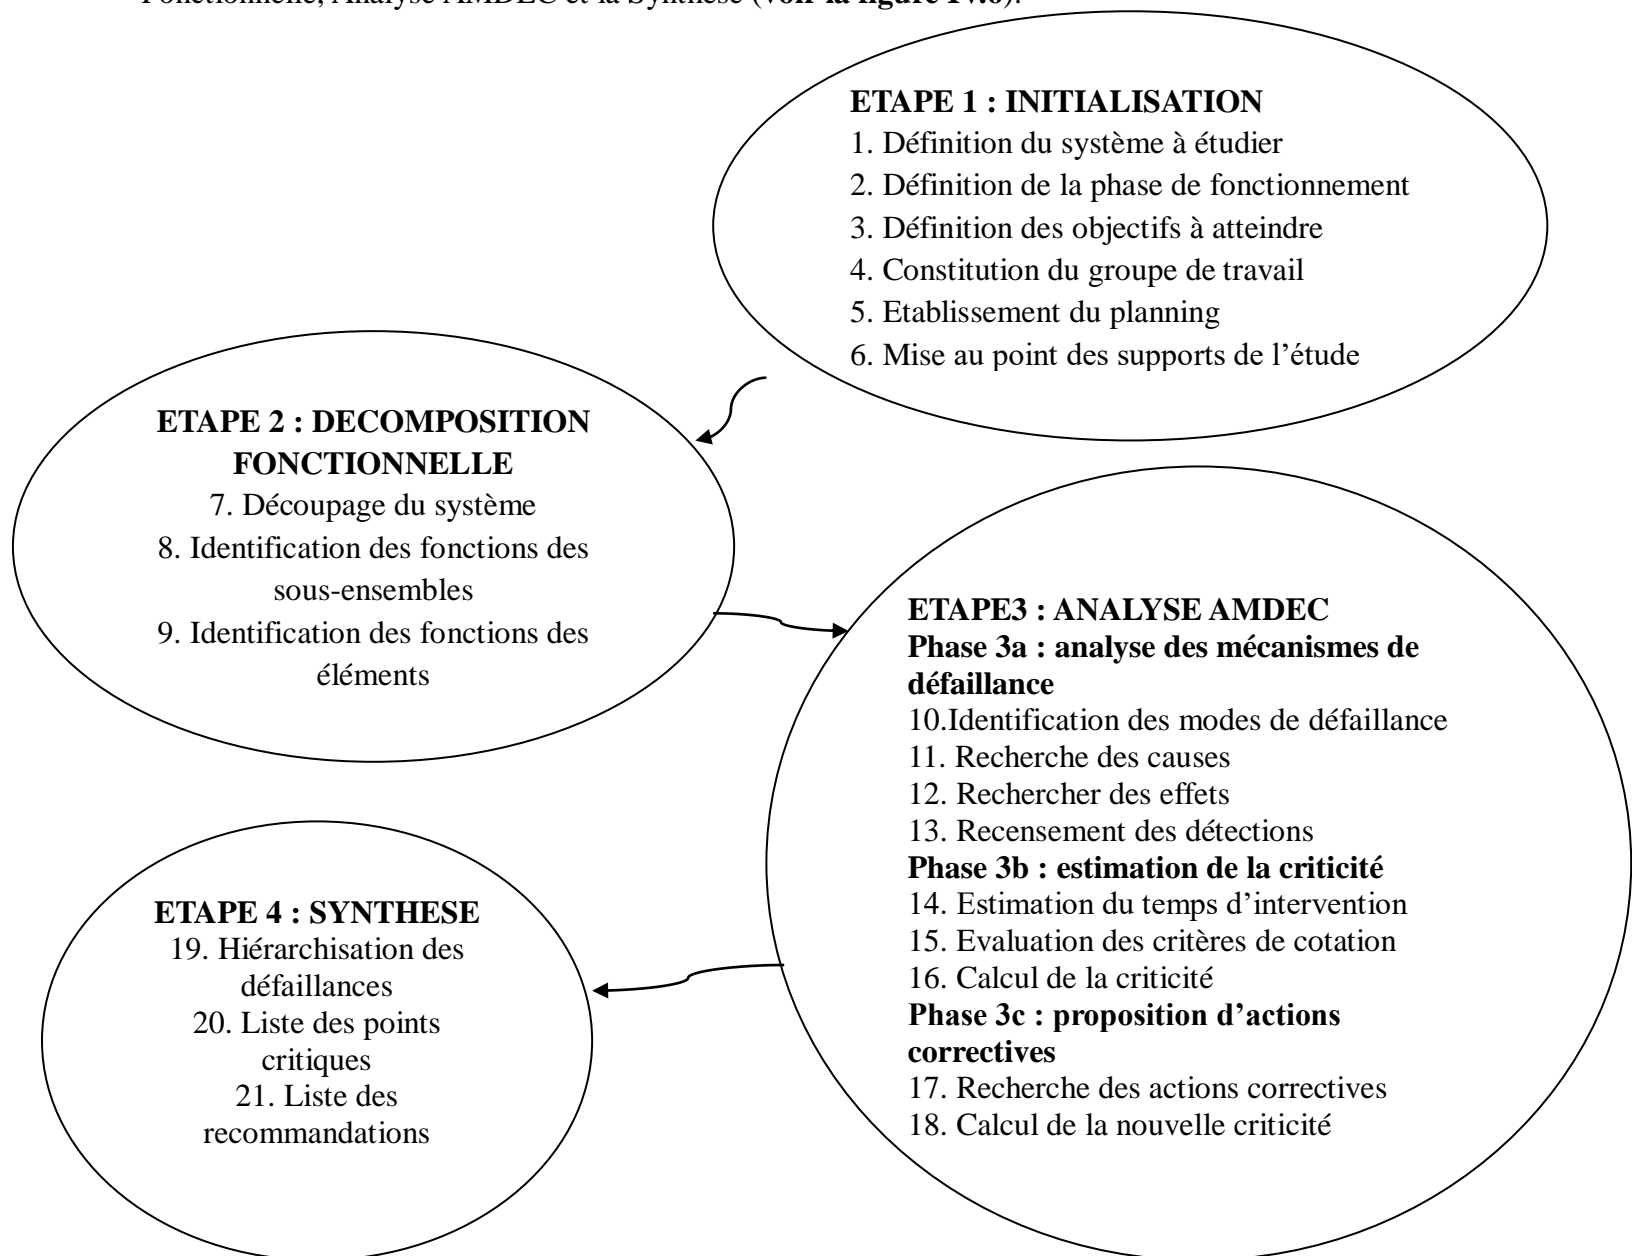 Fonctionnelle, Analyse AMDEC et la Synthèse (voir la figure IV.6).
ETAPE 1 : INITIALISATION
1. Définition du système à étudier
2. Définition de la phase de fonctionnement
3. Définition des objectifs à atteindre
4. Constitution du groupe de travail
5. Etablissement du planning
6. Mise au point des supports de l’étude
ETAPE 2 : DECOMPOSITION
FONCTIONNELLE
7. Découpage du système
8. Identification des fonctions des
sous-ensembles
9. Identification des fonctions des
éléments
ETAPE3 : ANALYSE AMDEC
Phase 3a : analyse des mécanismes de
défaillance
10.Identification des modes de défaillance
11. Recherche des causes
12. Rechercher des effets
13. Recensement des détections
Phase 3b : estimation de la criticité
14. Estimation du temps d’intervention
15. Evaluation des critères de cotation
16. Calcul de la criticité
Phase 3c : proposition d’actions
correctives
17. Recherche des actions correctives
18. Calcul de la nouvelle criticité
ETAPE 4 : SYNTHESE
19. Hiérarchisation des
défaillances
20. Liste des points
critiques
21. Liste des
recommandations